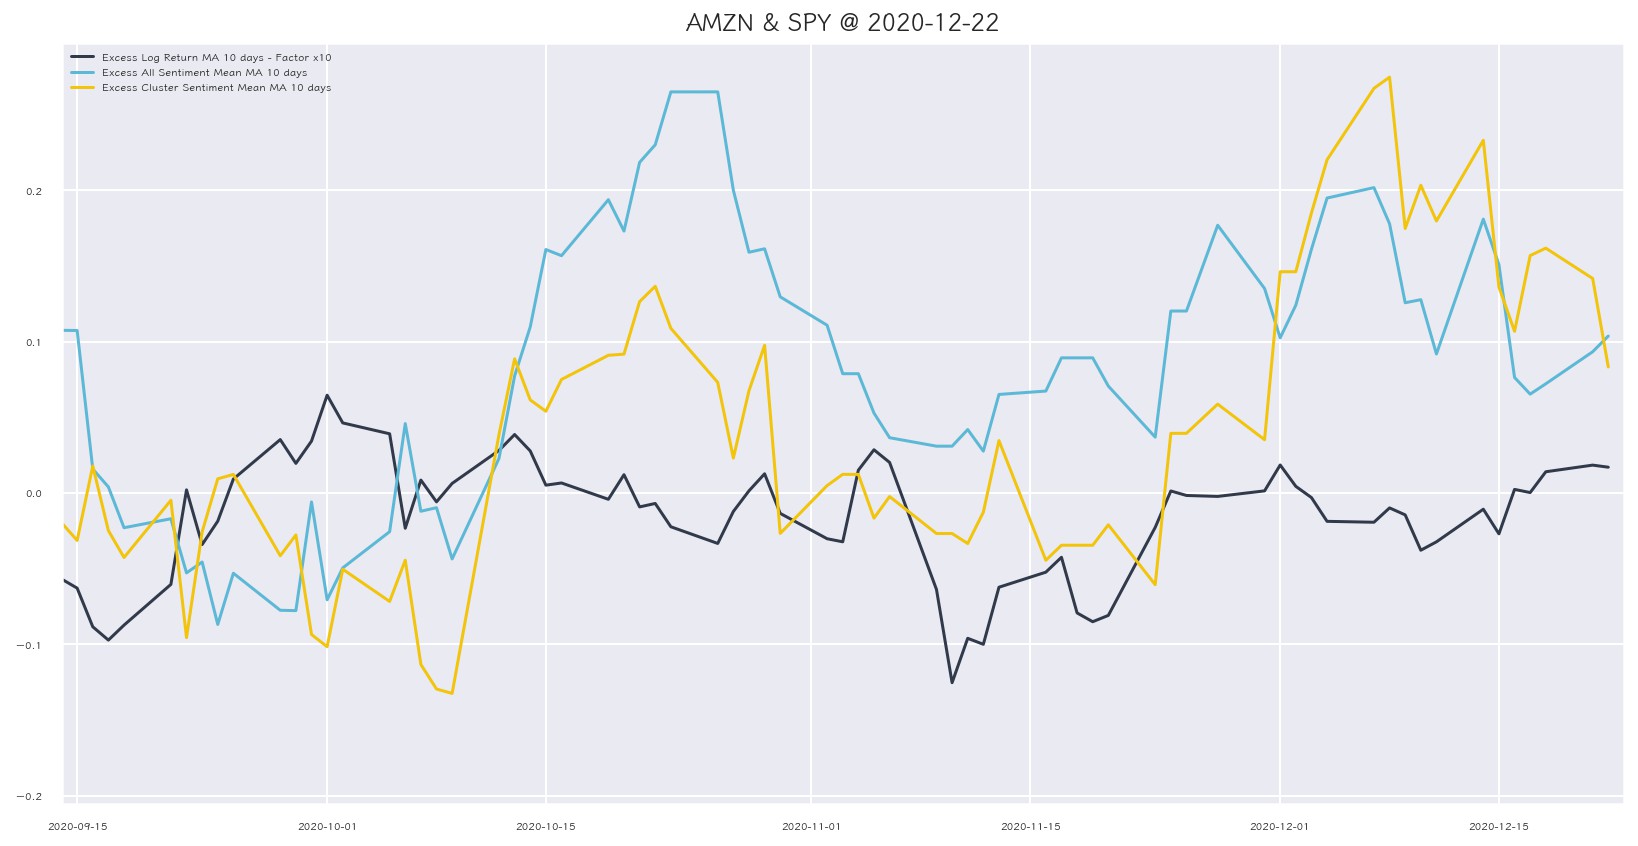 AMZN & SPY @ 2020-12-22
Excess Log Return MA 10 days - Factor x10
Excess All Sentiment Mean MA 10 days
Excess Cluster Sentiment Mean MA 10 days
0.2
0.1
0.0
−0.1
−0.2
2020-09-15 2020-10-01 2020-10-15 2020-11-01 2020-11-15 2020-12-01 2020-12-15